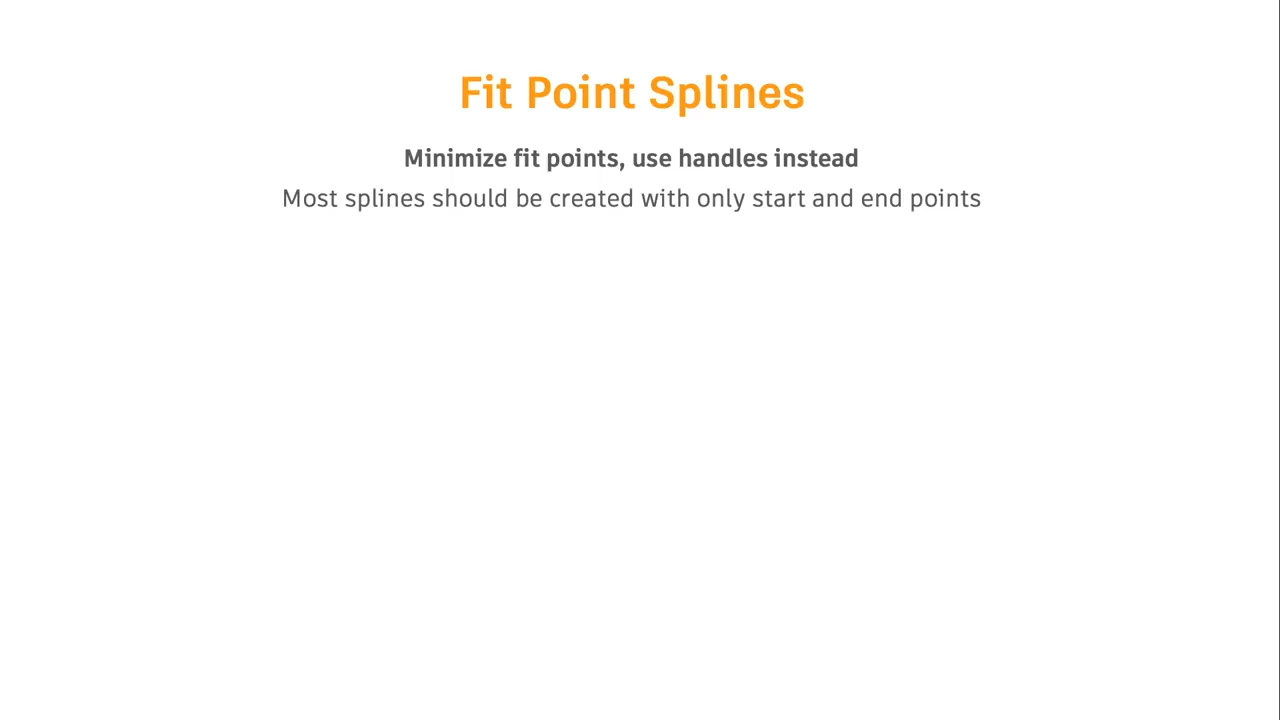 Fit Point Splines
Minimize fit points, use handles instead
Most splines should be created with only start and end points